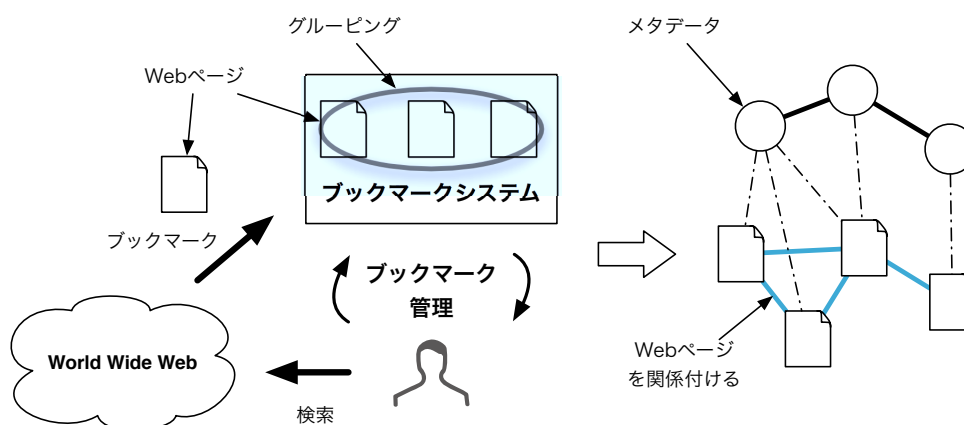 グルーピング
メタデータ
Webページ
ブックマークシステム
ブックマーク
ブックマーク
管理
World Wide Web
検索
Webページ
を関係付ける